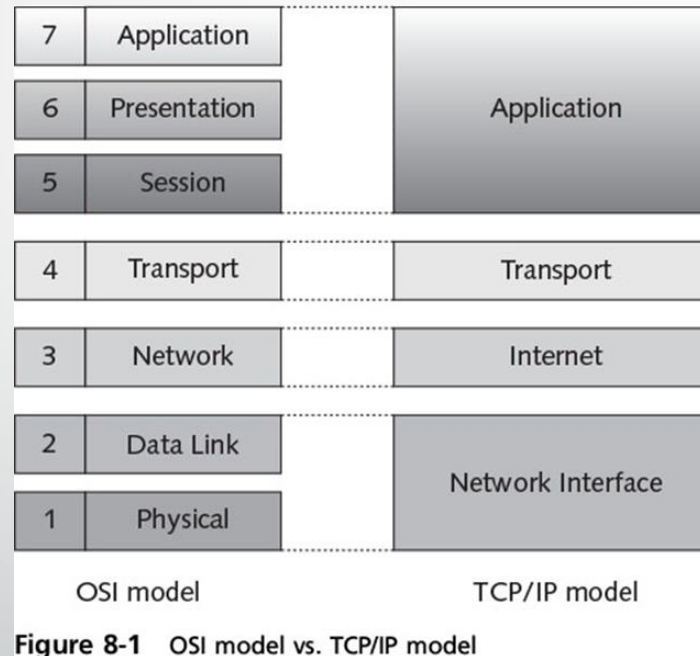 7 Application
6 Presentation Application
5 Session
4 Transport Transport
3 Network Internet
2 Data Link
Network Interface
1 Physical
OSI model TCP/IP model
Figure 8-1 OSI model vs. TCP/IP model